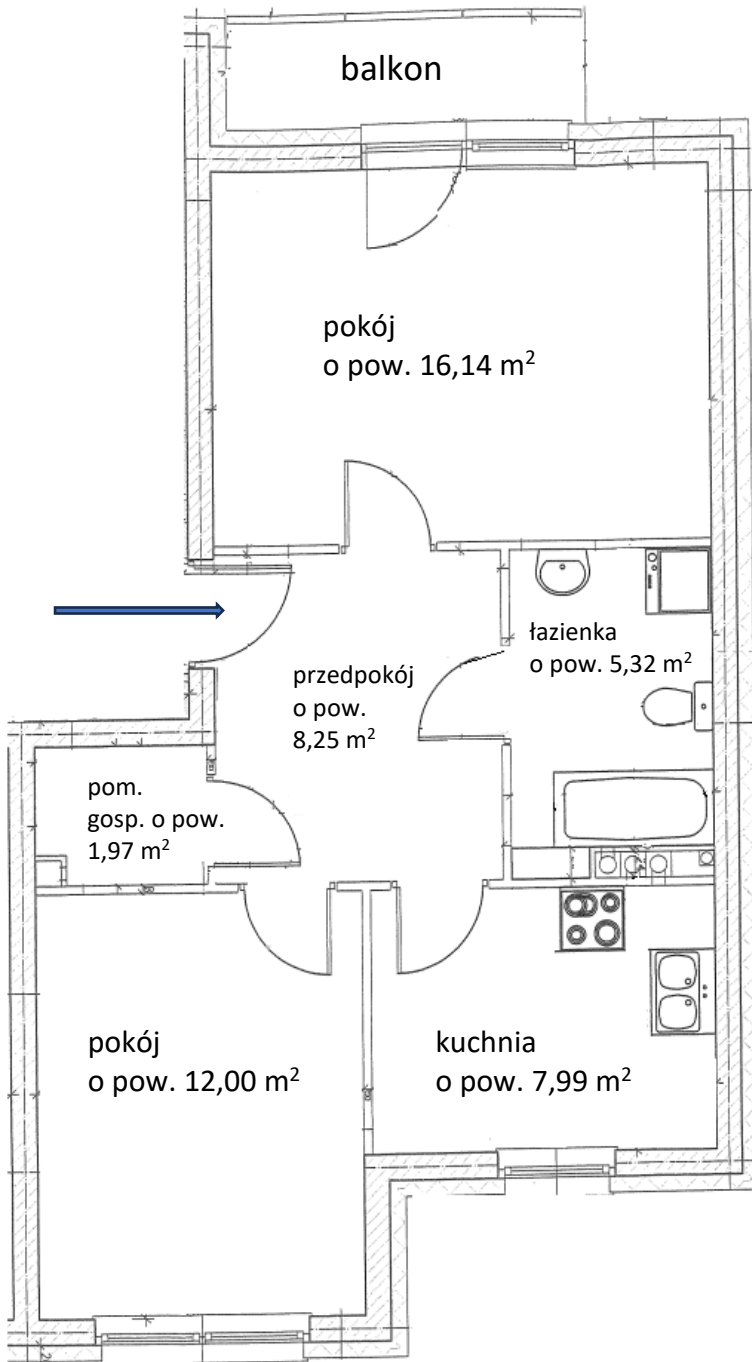 balkon
pokój
o pow. 16,14 m²
łazienka
o pow. 5,32 m²
przedpokój
o pow.
8,25 m²
pom.
gosp. o pow.
1,97 m²
pokój
o pow. 12,00 m²
kuchnia
o pow. 7,99 m²